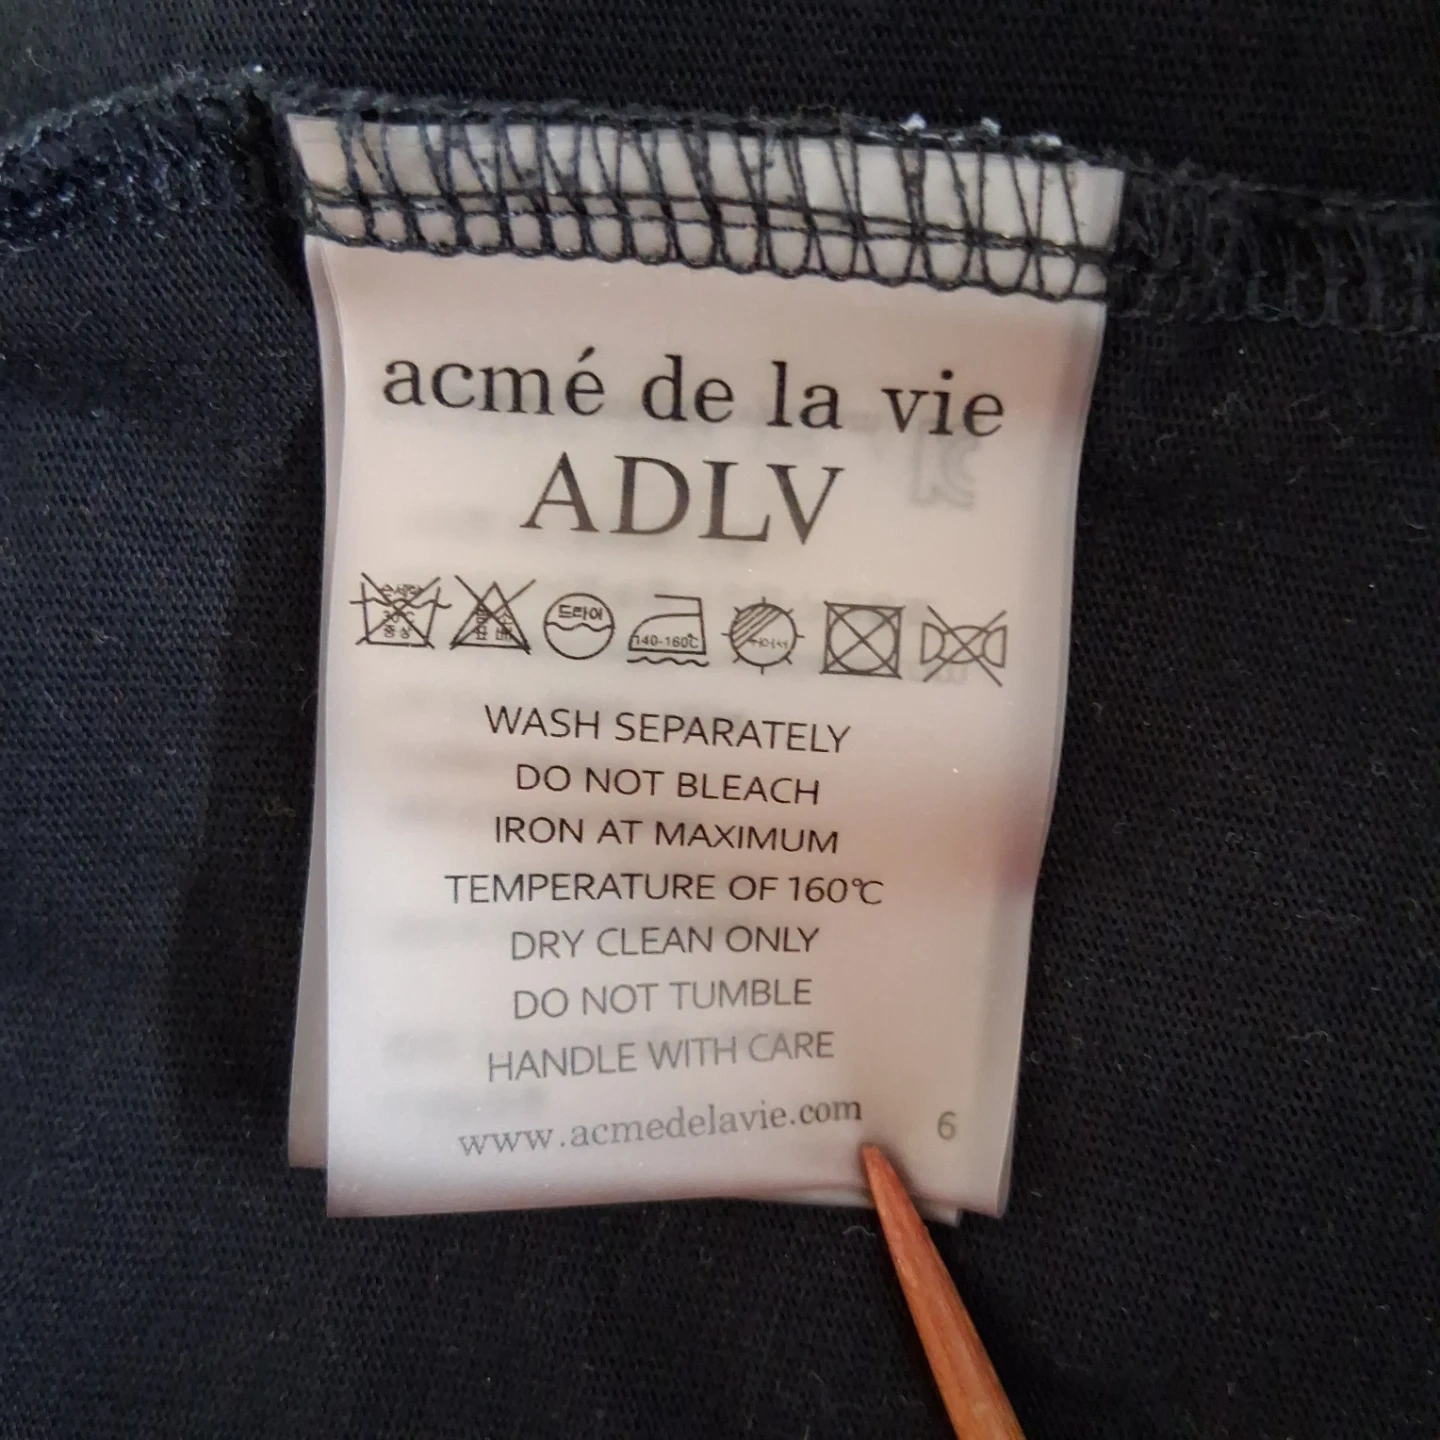 acmé de la vie
ADLV
드라이 140-160℃
WASH SEPARATELY
DO NOT BLEACH
IRON AT MAXIMUM
TEMPERATURE OF 160℃
DRY CLEAN ONLY
DO NOT TUMBLE
HANDLE WITH CARE
www.acmedelavie.com 6